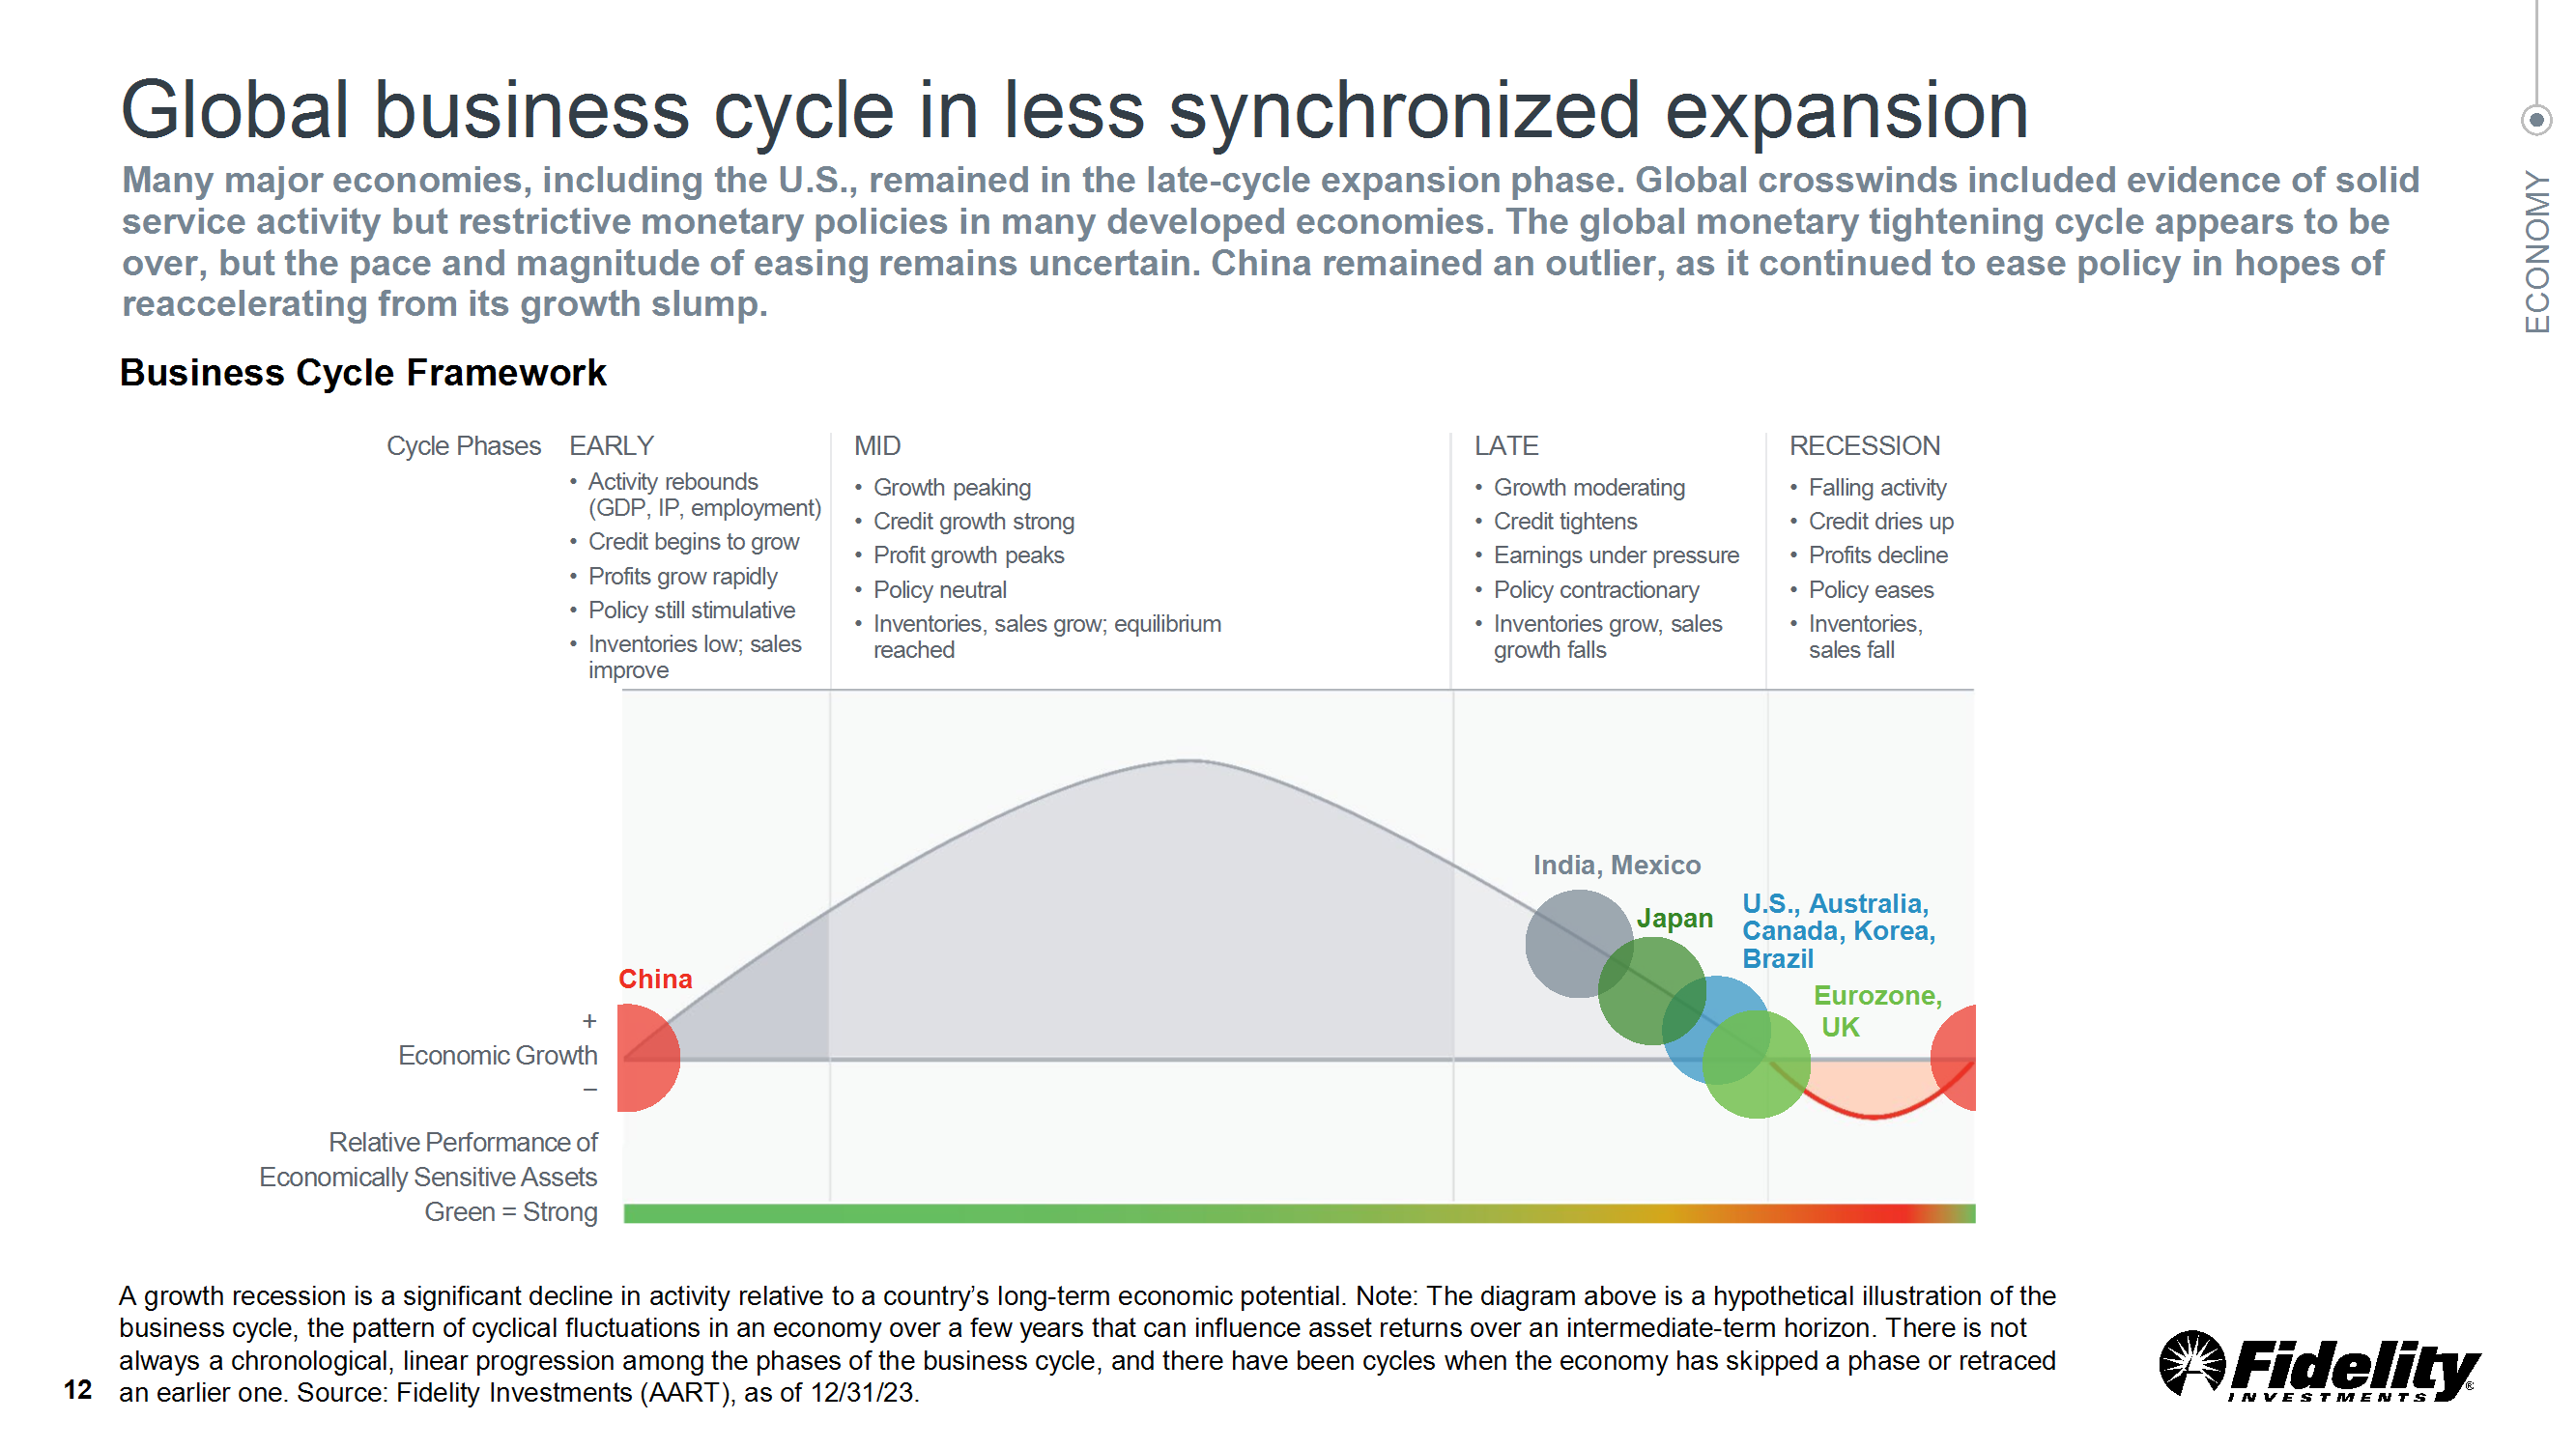 Global business cycle in less synchronized expansion
Many major economies, including the U.S., remained in the late-cycle expansion phase. Global crosswinds included evidence of solid
service activity but restrictive monetary policies in many developed economies. The global monetary tightening cycle appears to be
over, but the pace and magnitude of easing remains uncertain. China remained an outlier, as it continued to ease policy in hopes of
reaccelerating from its growth slump.
ECONOMY
Business Cycle Framework
Cycle Phases
EARLY
• Activity rebounds
(GDP, IP, employment)
• Credit begins to grow
• Profits grow rapidly
• Policy still stimulative
• Inventories low; sales
improve
MID
• Growth peaking
• Credit growth strong
• Profit growth peaks
• Policy neutral
• Inventories, sales grow; equilibrium
reached
LATE
• Growth moderating
• Credit tightens
• Earnings under pressure
• Policy contractionary
• Inventories grow, sales
growth falls
RECESSION
• Falling activity
• Credit dries up
• Profits decline
• Policy eases
• Inventories,
sales fall
India, Mexico
Japan
U.S., Australia,
Canada, Korea,
Brazil
China
Eurozone,
UK
+
Economic Growth
–
Relative Performance of
Economically Sensitive Assets
Green = Strong
A growth recession is a significant decline in activity relative to a country’s long-term economic potential. Note: The diagram above is a hypothetical illustration of the
business cycle, the pattern of cyclical fluctuations in an economy over a few years that can influence asset returns over an intermediate-term horizon. There is not
always a chronological, linear progression among the phases of the business cycle, and there have been cycles when the economy has skipped a phase or retraced
an earlier one. Source: Fidelity Investments (AART), as of 12/31/23.
12
Fidelity®
INVESTMENTS